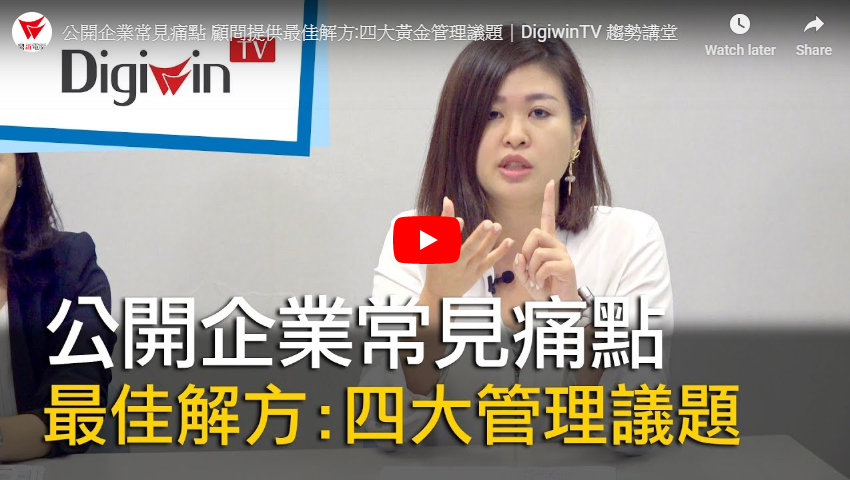 公開企業常見痛點 顧問提供最佳解方:四大黃金管理議題｜DigiwinTV 趨勢講堂
Watch later
Share
Digiwin TV
公開企業常見痛點
最佳解方:四大管理議題